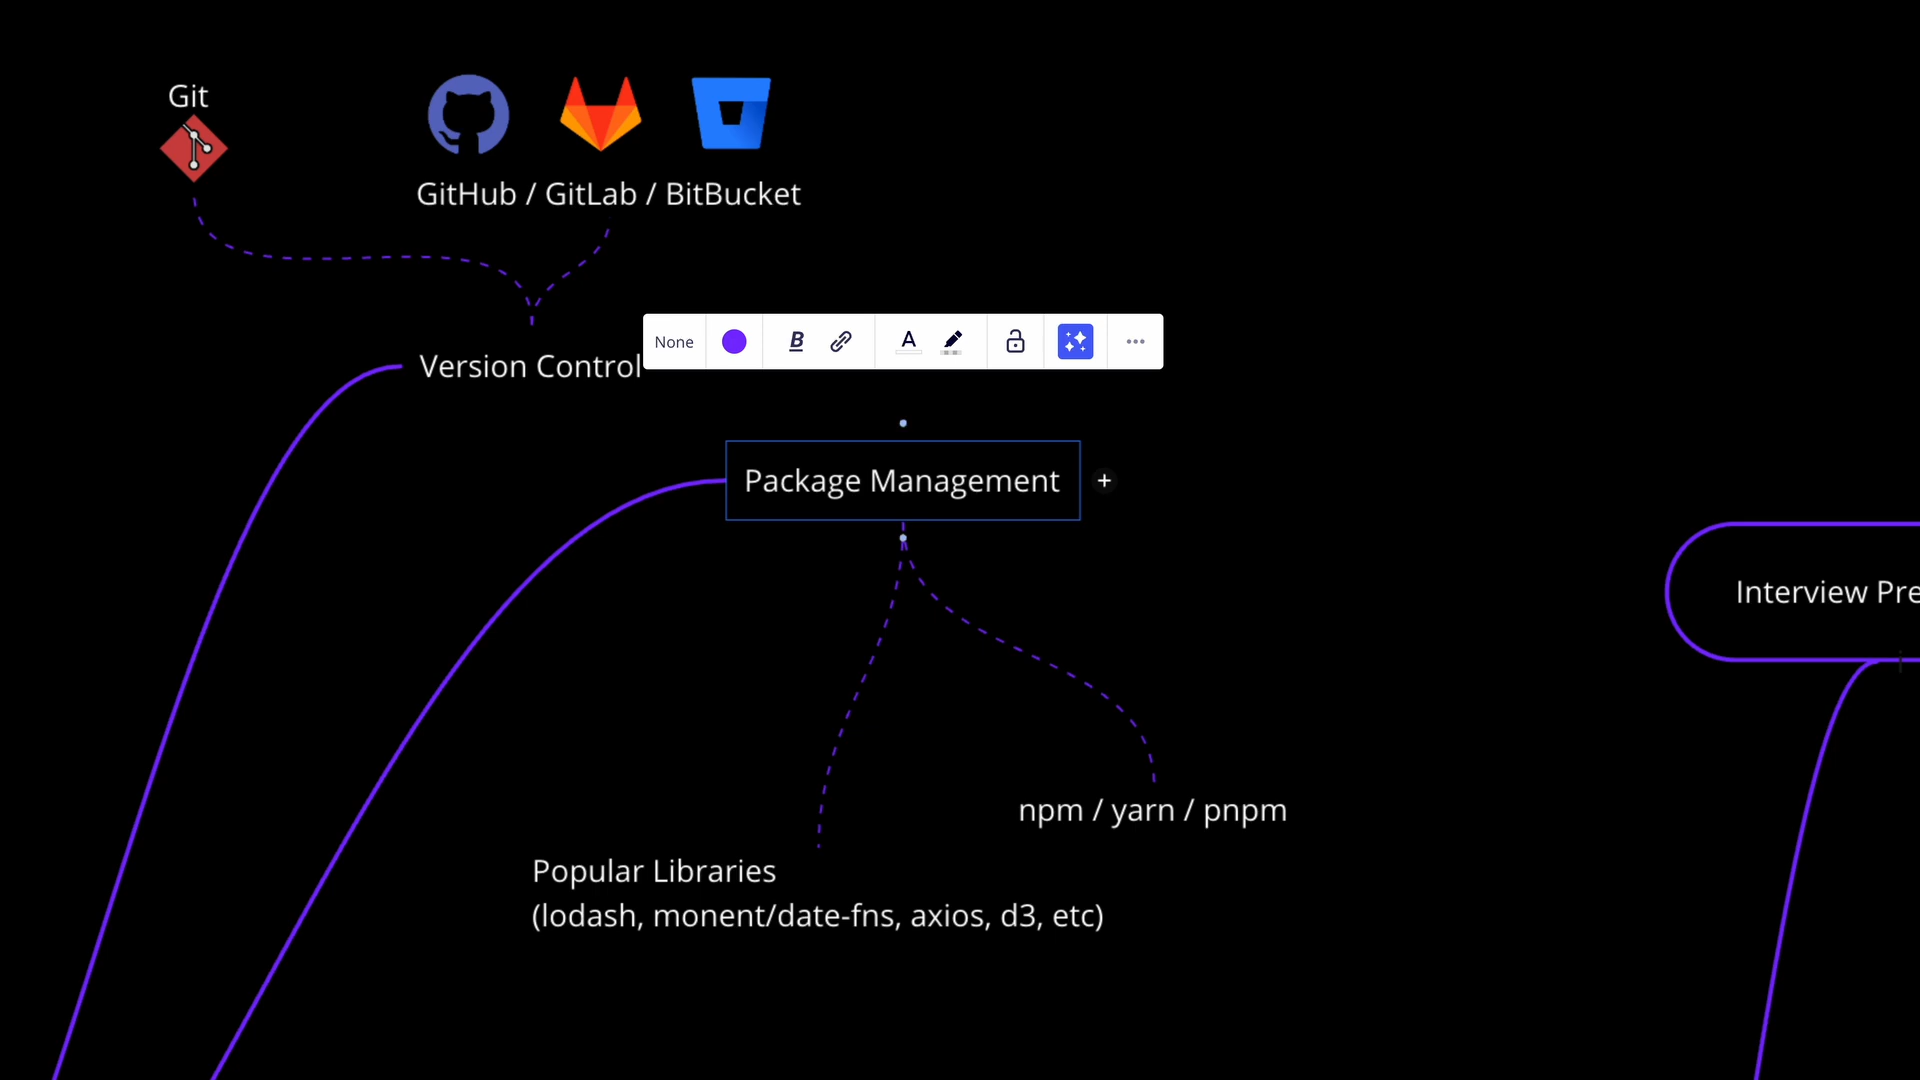 Git
GitHub / GitLab / BitBucket
Version Control
None
B
A
Package Management
Interview Pre
npm / yarn / pnpm
Popular Libraries
(lodash, monent/date-fns, axios, d3, etc)